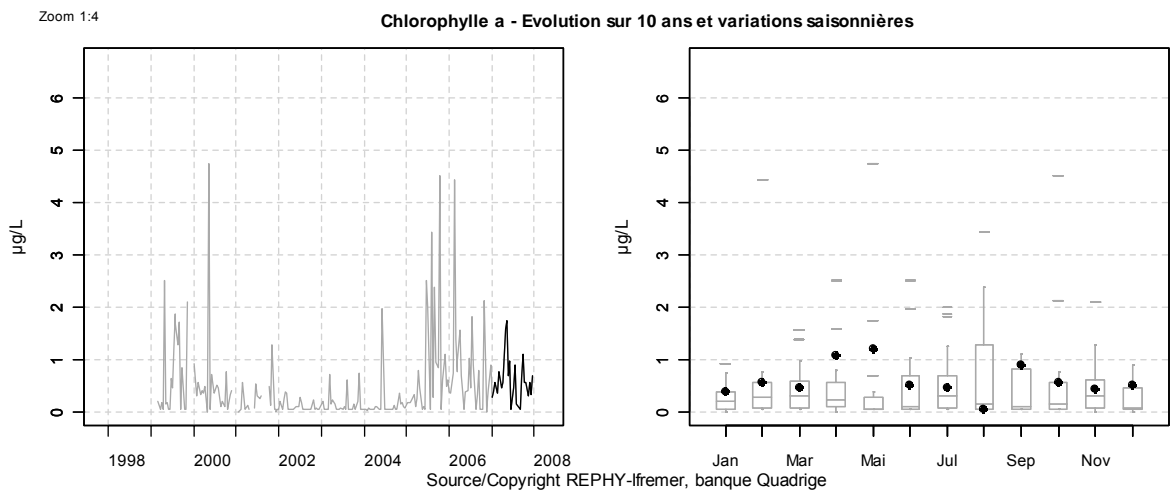 Zoom 1:4
Chlorophylle a - Evolution sur 10 ans et variations saisonnières
µg/L
6
5
4
3
2
1
0
1998 2000 2002 2004 2006 2008
µg/L
6
5
4
3
2
1
0
Jan Mar Mai Jul Sep Nov
Source/Copyright REPHY-Ifremer, banque Quadrige